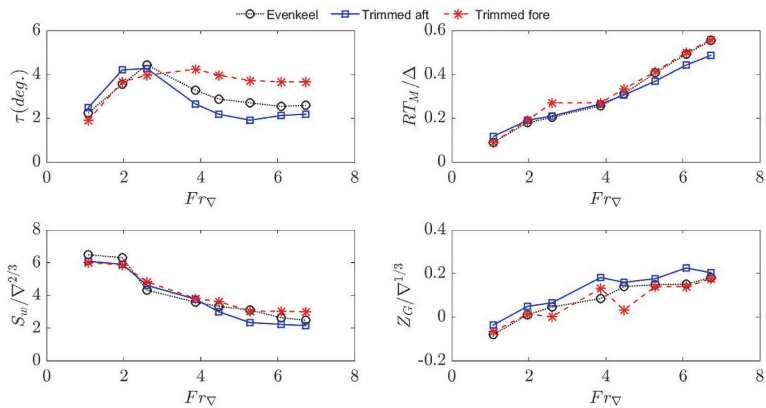 Evenkeel Trimmed aft Trimmed fore
6
4
2
0
τ(deg.)
0 2 4 6 8
Fr∇
0.6
0.4
0.2
0
RT_M/Δ
0 2 4 6 8
Fr∇
8
6
4
2
0
S_w/∇^{2/3}
0 2 4 6 8
Fr∇
0.4
0.2
0
-0.2
Z_G/∇^{1/3}
0 2 4 6 8
Fr∇